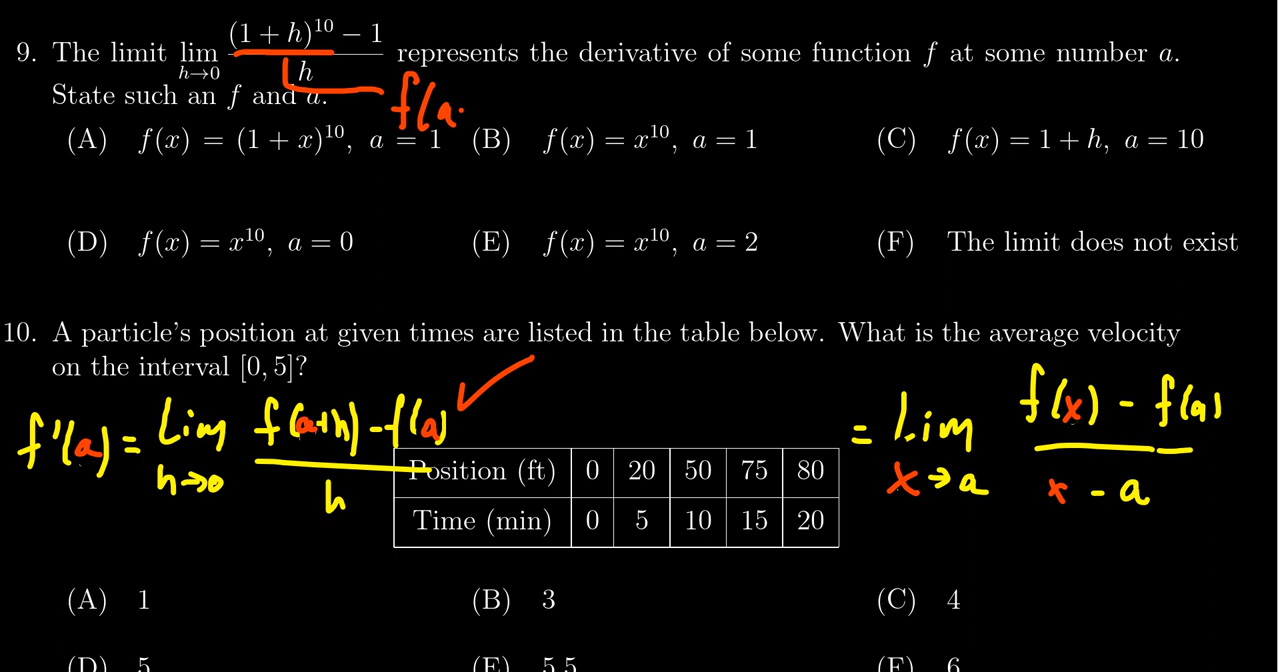 9. The limit lim h→0 ((1 + h)^10 − 1)/h represents the derivative of some function f at some number a.
f(a.
State such an f and a.
(A) f(x) = (1 + x)^10, a = 1 (B) f(x) = x^10, a = 1 (C) f(x) = 1 + h, a = 10
(D) f(x) = x^10, a = 0 (E) f(x) = x^10, a = 2 (F) The limit does not exist
10. A particle's position at given times are listed in the table below. What is the average velocity
on the interval [0, 5]?
f'(a) = lim h→0 (f(a+h) - f(a))/h = lim x→a (f(x) - f(a))/(x - a)
Position (ft) 0 20 50 75 80
Time (min) 0 5 10 15 20
(A) 1 (B) 3 (C) 4
(D) 5 (E) 5.5 (F) 6